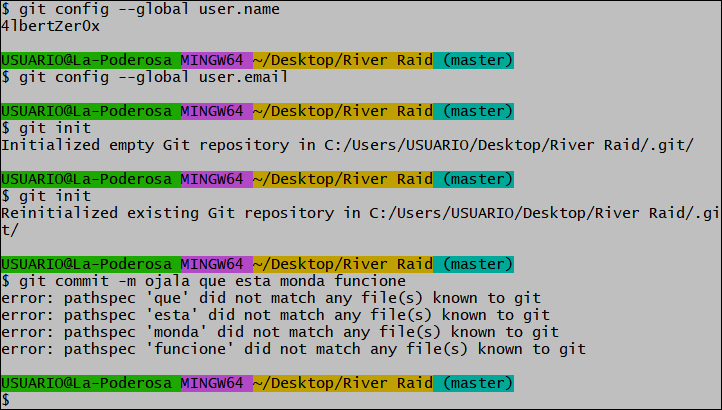 $ git config --global user.name
4lbertZer0x
USUARIO@La-Poderosa MINGW64 ~/Desktop/River Raid (master)
$ git config --global user.email
USUARIO@La-Poderosa MINGW64 ~/Desktop/River Raid (master)
$ git init
Initialized empty Git repository in C:/Users/USUARIO/Desktop/River Raid/.git/
USUARIO@La-Poderosa MINGW64 ~/Desktop/River Raid (master)
$ git init
Reinitialized existing Git repository in C:/Users/USUARIO/Desktop/River Raid/.gi
t/
USUARIO@La-Poderosa MINGW64 ~/Desktop/River Raid (master)
$ git commit -m ojala que esta monda funcione
error: pathspec 'que' did not match any file(s) known to git
error: pathspec 'esta' did not match any file(s) known to git
error: pathspec 'monda' did not match any file(s) known to git
error: pathspec 'funcione' did not match any file(s) known to git
USUARIO@La-Poderosa MINGW64 ~/Desktop/River Raid (master)
$